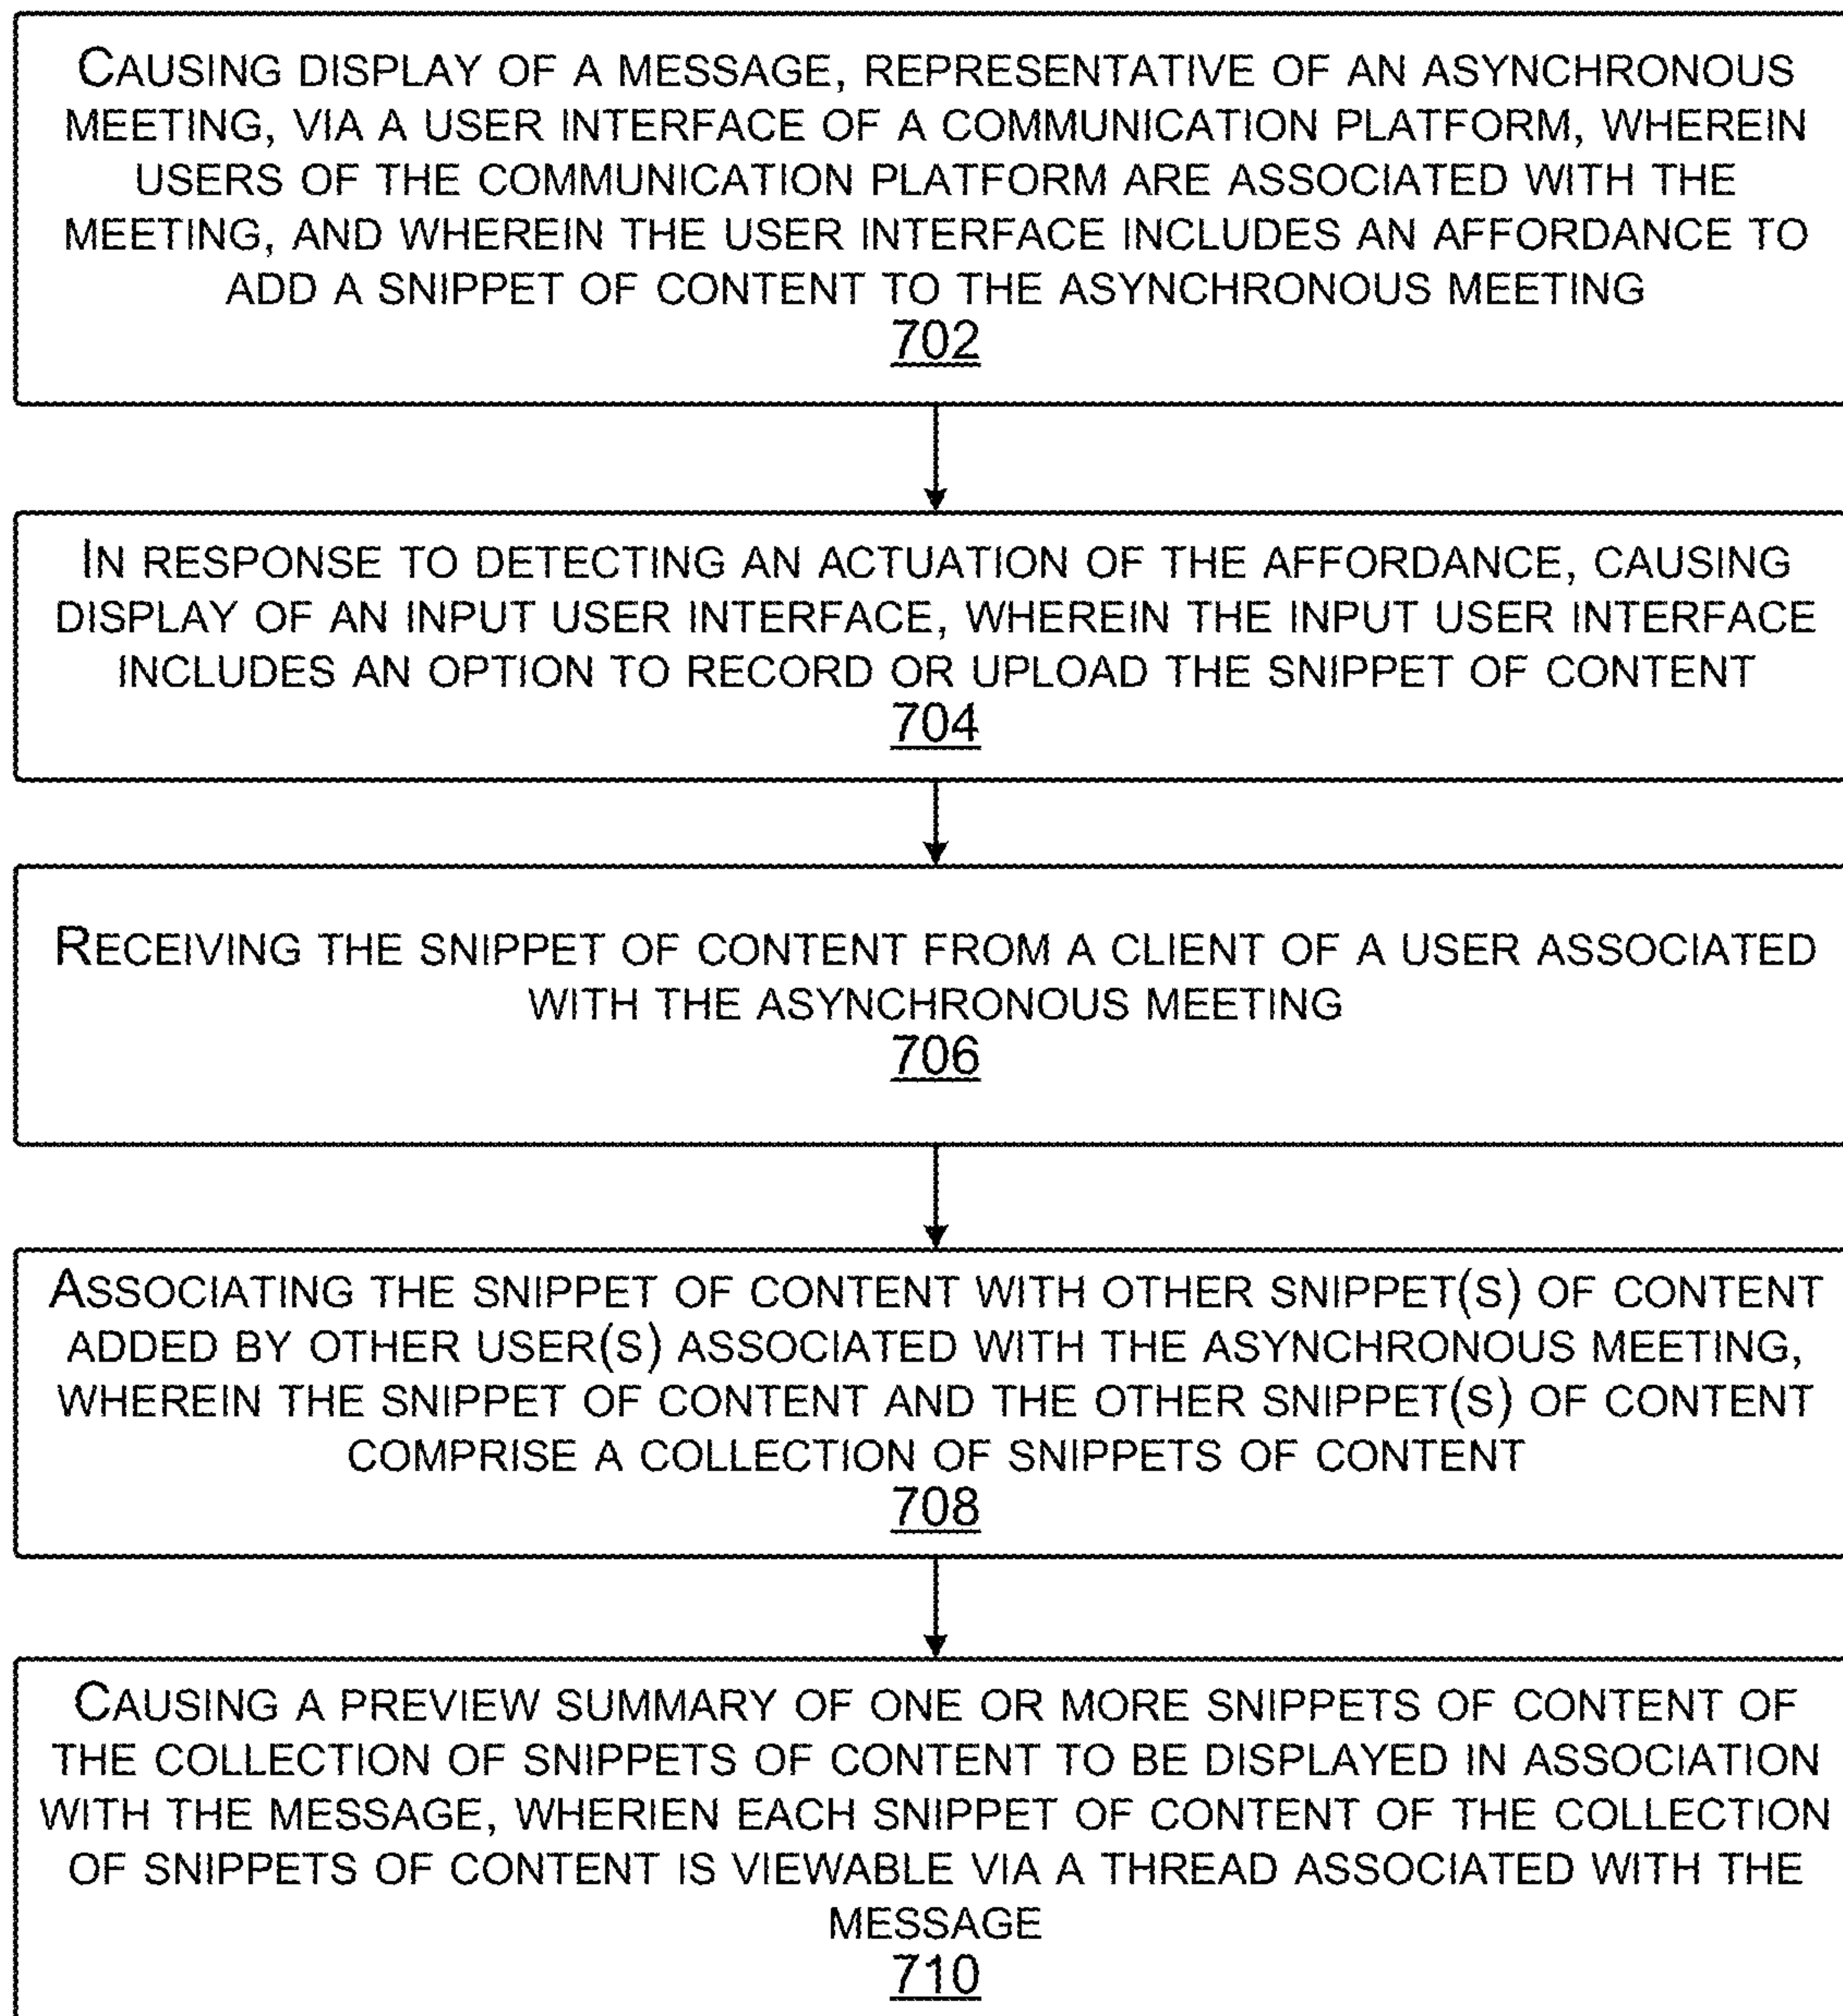 CAUSING DISPLAY OF A MESSAGE, REPRESENTATIVE OF AN ASYNCHRONOUS
MEETING, VIA A USER INTERFACE OF A COMMUNICATION PLATFORM, WHEREIN
USERS OF THE COMMUNICATION PLATFORM ARE ASSOCIATED WITH THE
MEETING, AND WHEREIN THE USER INTERFACE INCLUDES AN AFFORDANCE TO
ADD A SNIPPET OF CONTENT TO THE ASYNCHRONOUS MEETING
702
IN RESPONSE TO DETECTING AN ACTUATION OF THE AFFORDANCE, CAUSING
DISPLAY OF AN INPUT USER INTERFACE, WHEREIN THE INPUT USER INTERFACE
INCLUDES AN OPTION TO RECORD OR UPLOAD THE SNIPPET OF CONTENT
704
RECEIVING THE SNIPPET OF CONTENT FROM A CLIENT OF A USER ASSOCIATED
WITH THE ASYNCHRONOUS MEETING
706
ASSOCIATING THE SNIPPET OF CONTENT WITH OTHER SNIPPET(S) OF CONTENT
ADDED BY OTHER USER(S) ASSOCIATED WITH THE ASYNCHRONOUS MEETING,
WHEREIN THE SNIPPET OF CONTENT AND THE OTHER SNIPPET(S) OF CONTENT
COMPRISE A COLLECTION OF SNIPPETS OF CONTENT
708
CAUSING A PREVIEW SUMMARY OF ONE OR MORE SNIPPETS OF CONTENT OF
THE COLLECTION OF SNIPPETS OF CONTENT TO BE DISPLAYED IN ASSOCIATION
WITH THE MESSAGE, WHERIEN EACH SNIPPET OF CONTENT OF THE COLLECTION
OF SNIPPETS OF CONTENT IS VIEWABLE VIA A THREAD ASSOCIATED WITH THE
MESSAGE
710